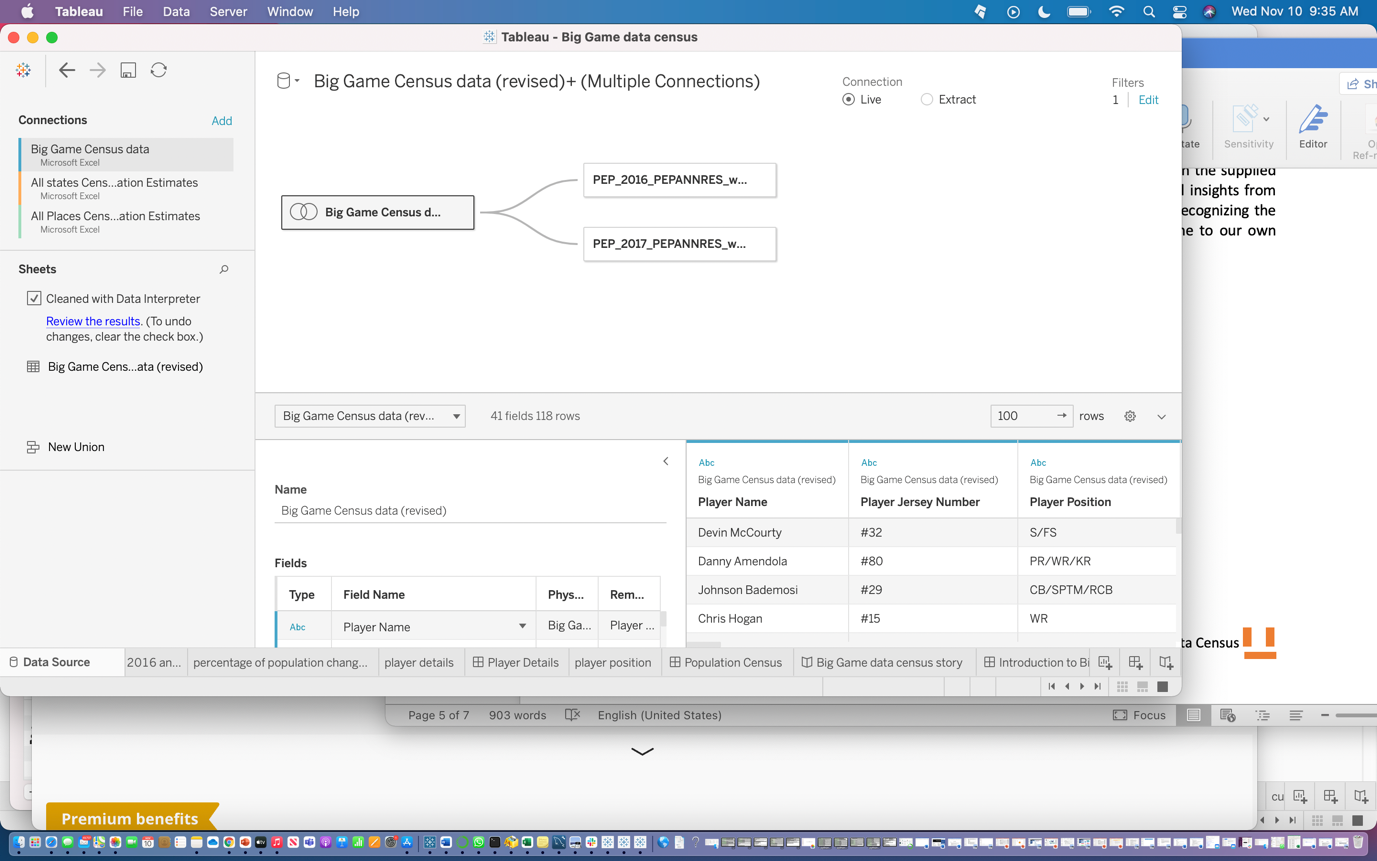 Tableau File Data Server Window Help Wed Nov 10 9:35 AM
Tableau - Big Game data census
Big Game Census data (revised)+ (Multiple Connections)
Connection
Live Extract
Filters
1 Edit
Connections Add
Big Game Census data
Microsoft Excel
All states Cens...ation Estimates
Microsoft Excel
All Places Cens...ation Estimates
Microsoft Excel
Big Game Census d...
PEP_2016_PEPANNRES_w...
PEP_2017_PEPANNRES_w...
Sheets
Cleaned with Data Interpreter
Review the results. (To undo
changes, clear the check box.)
Big Game Cens...ata (revised)
New Union
Big Game Census data (rev... 41 fields 118 rows 100 rows
Name
Big Game Census data (revised)
Fields
Type Field Name Phys... Rem...
Abc Player Name Big Ga... Player ...
Abc Abc Abc
Big Game Census data (revised) Big Game Census data (revised) Big Game Census data (revised)
Player Name Player Jersey Number Player Position
Devin McCourty #32 S/FS
Danny Amendola #80 PR/WR/KR
Johnson Bademosi #29 CB/SPTM/RCB
Chris Hogan #15 WR
Data Source 2016 an... percentage of population chang... player details Player Details player position Population Census Big Game data census story Introduction to Bi
Sh
tate Sensitivity Editor
Ref-r
n the supplied
insights from
ecognizing the
ne to our own
ta Census
Page 5 of 7 903 words English (United States) Focus
cu
Premium benefits